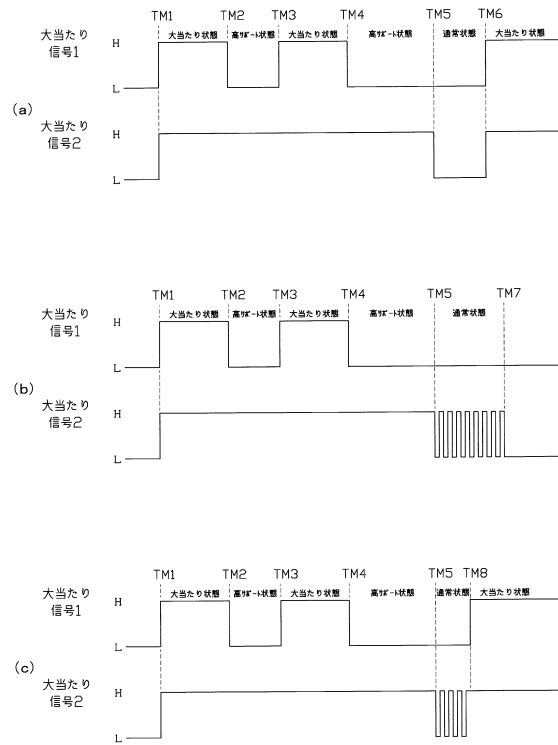 TM1 TM2 TM3 TM4 TM5 TM6
大当たり 信号1 H 大当たり状態 高サポート状態 大当たり状態 高サポート状態 通常状態 大当たり状態
L
(a)
大当たり 信号2 H
L
TM1 TM2 TM3 TM4 TM5 TM7
大当たり 信号1 H 大当たり状態 高サポート状態 大当たり状態 高サポート状態 通常状態
L
(b)
大当たり 信号2 H
L
TM1 TM2 TM3 TM4 TM5 TM8
大当たり 信号1 H 大当たり状態 高サポート状態 大当たり状態 高サポート状態 通常状態 大当たり状態
L
(c)
大当たり 信号2 H
L